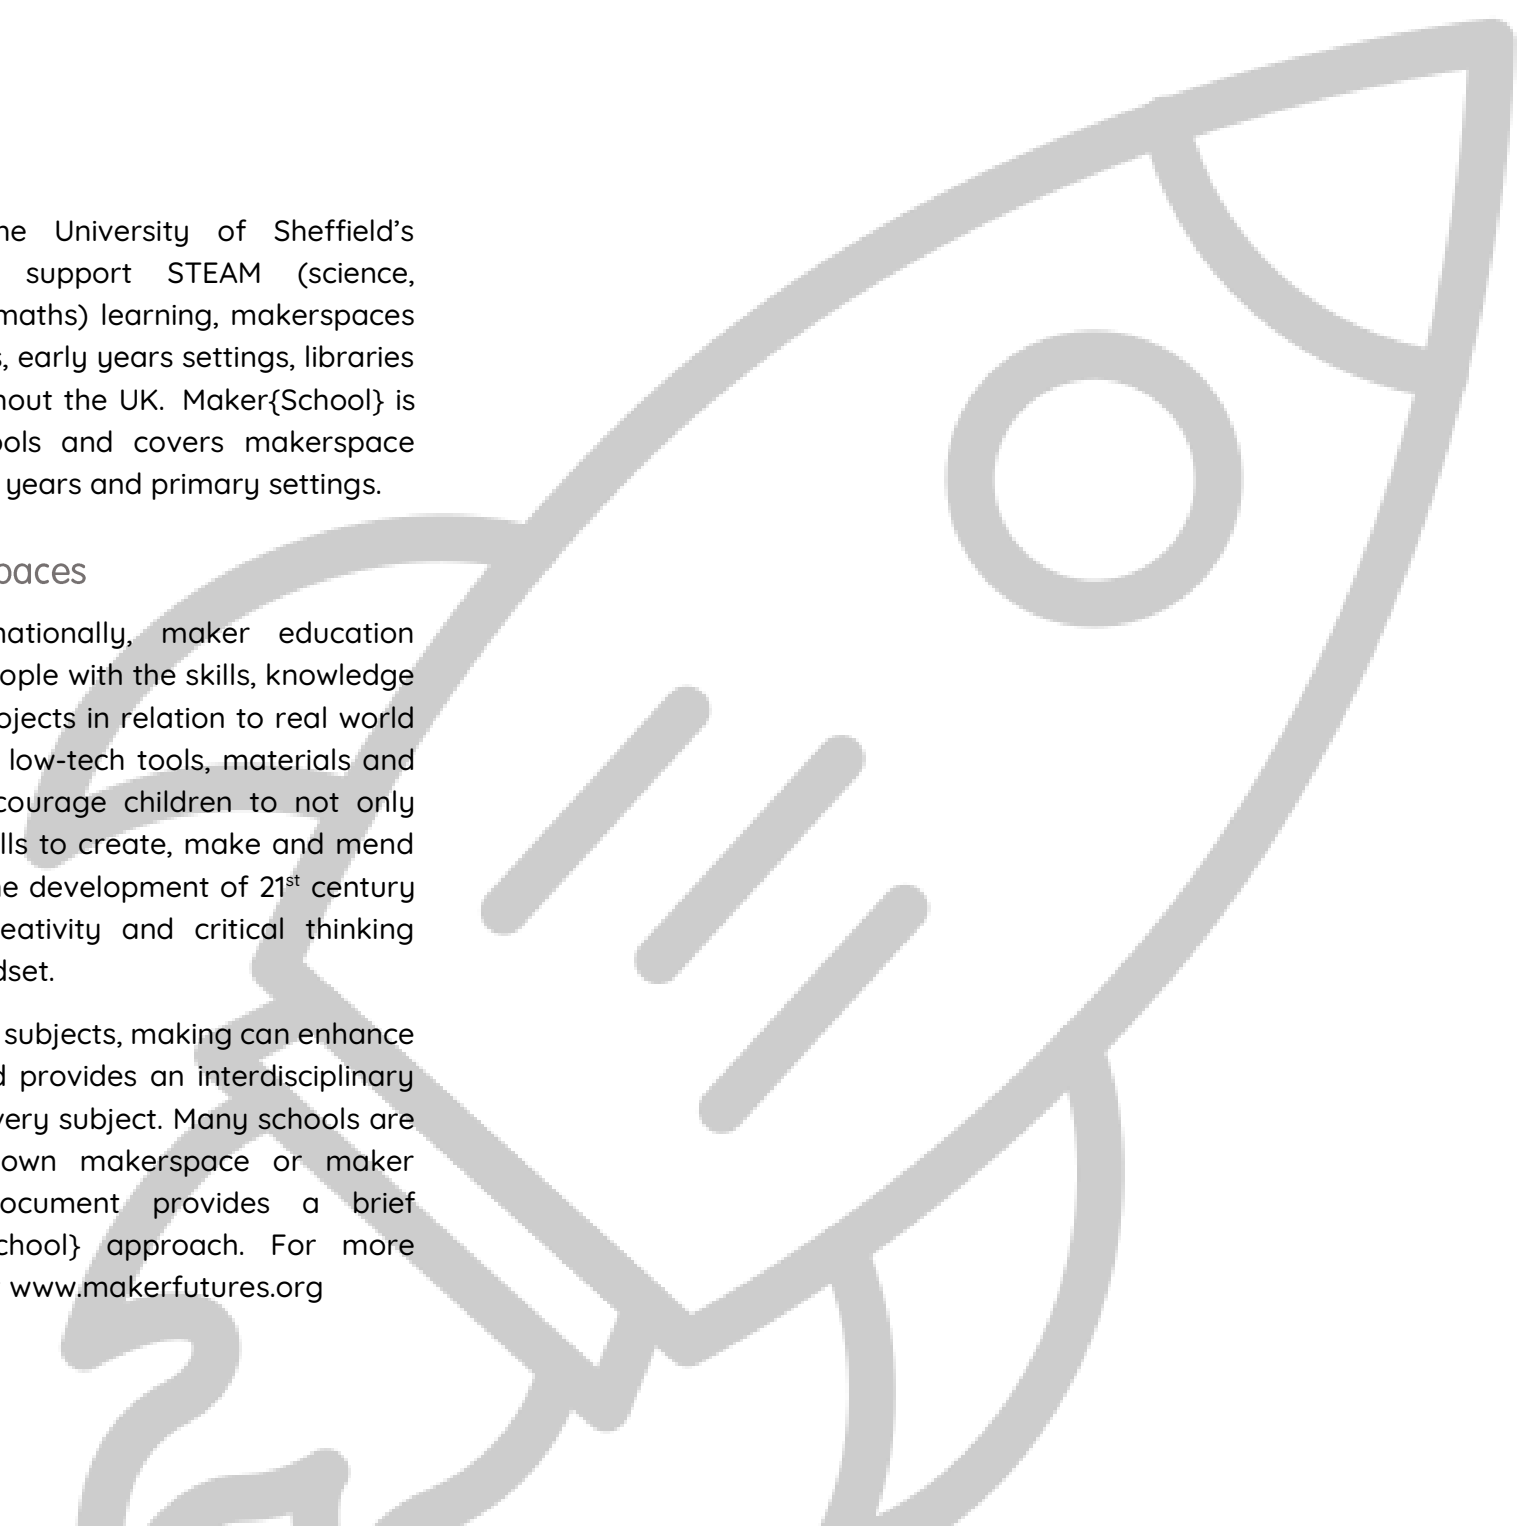 he University of Sheffield's
support STEAM (science,
maths) learning, makerspaces
s, early years settings, libraries
hout the UK. Maker{School} is
ools and covers makerspace
years and primary settings.
paces
nationally, maker education
ople with the skills, knowledge
ojects in relation to real world
low-tech tools, materials and
courage children to not only
lls to create, make and mend
he development of 21st century
eativity and critical thinking
dset.
subjects, making can enhance
d provides an interdisciplinary
very subject. Many schools are
own makerspace or maker
ocument provides a brief
chool} approach. For more
www.makerfutures.org